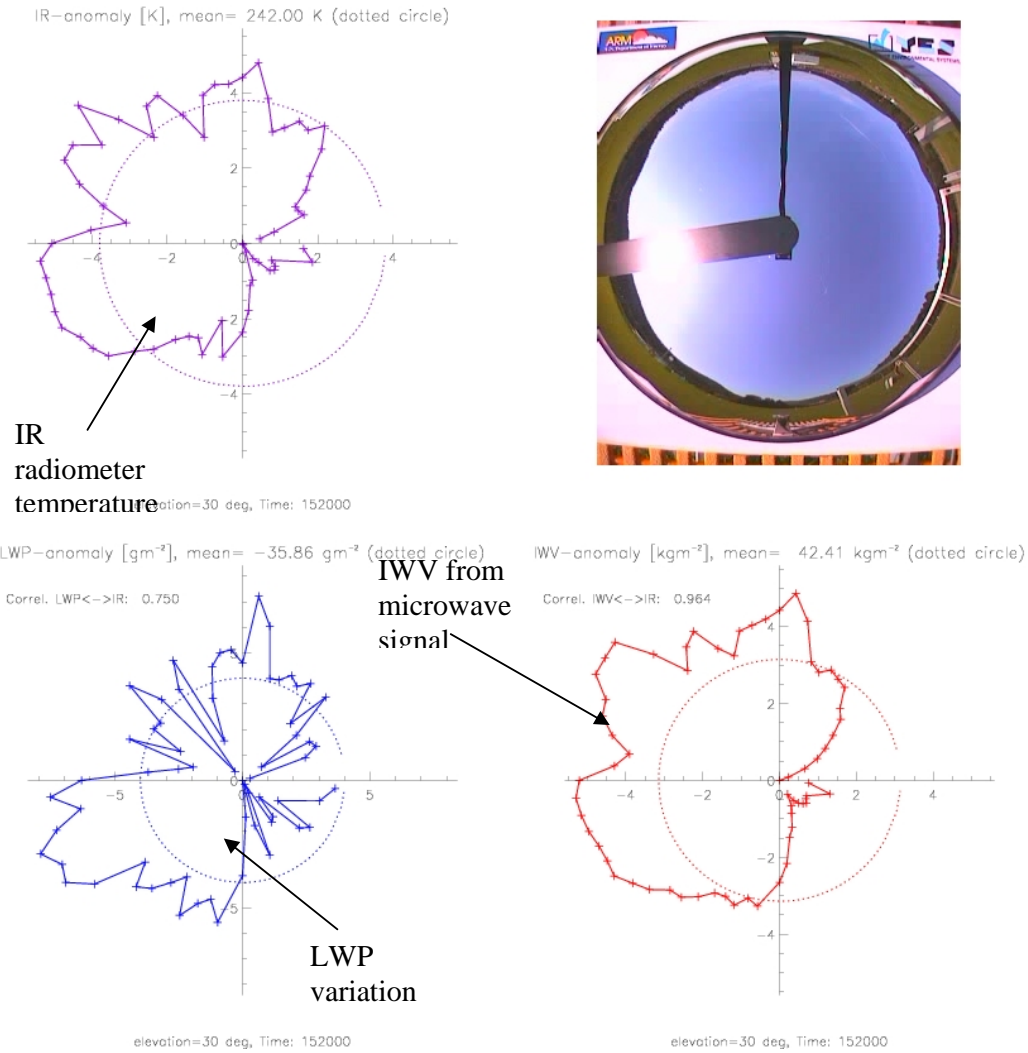 IR-anomaly [K], mean= 242.00 K (dotted circle)
4
2
0
-4
-2
2
4
2
-4
IR
radiometer
temperature
elevation=30 deg, Time: 152000
ARM
YES
ENVIRONMENTAL SYSTEMS
LWP-anomaly [gm⁻²], mean= -35.86 gm⁻² (dotted circle)
Correl. LWP<->IR: 0.750
-5
0
5
5
LWP
variation
elevation=30 deg, Time: 152000
IWV-anomaly [kgm⁻²], mean= 42.41 kgm⁻² (dotted circle)
IWV from
microwave
signal
Correl. IWV<->IR: 0.964
4
2
0
-4
-2
2
4
-2
-4
elevation=30 deg, Time: 152000